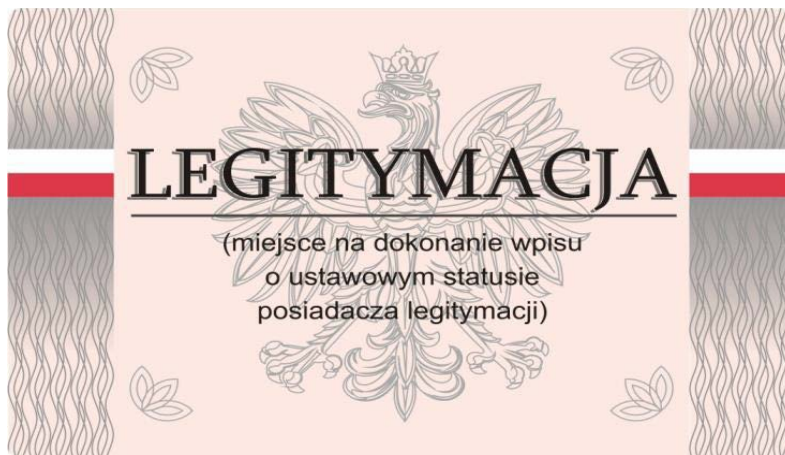 LEGITYMACJA
(miejsce na dokonanie wpisu
o ustawowym statusie
posiadacza legitymacji)